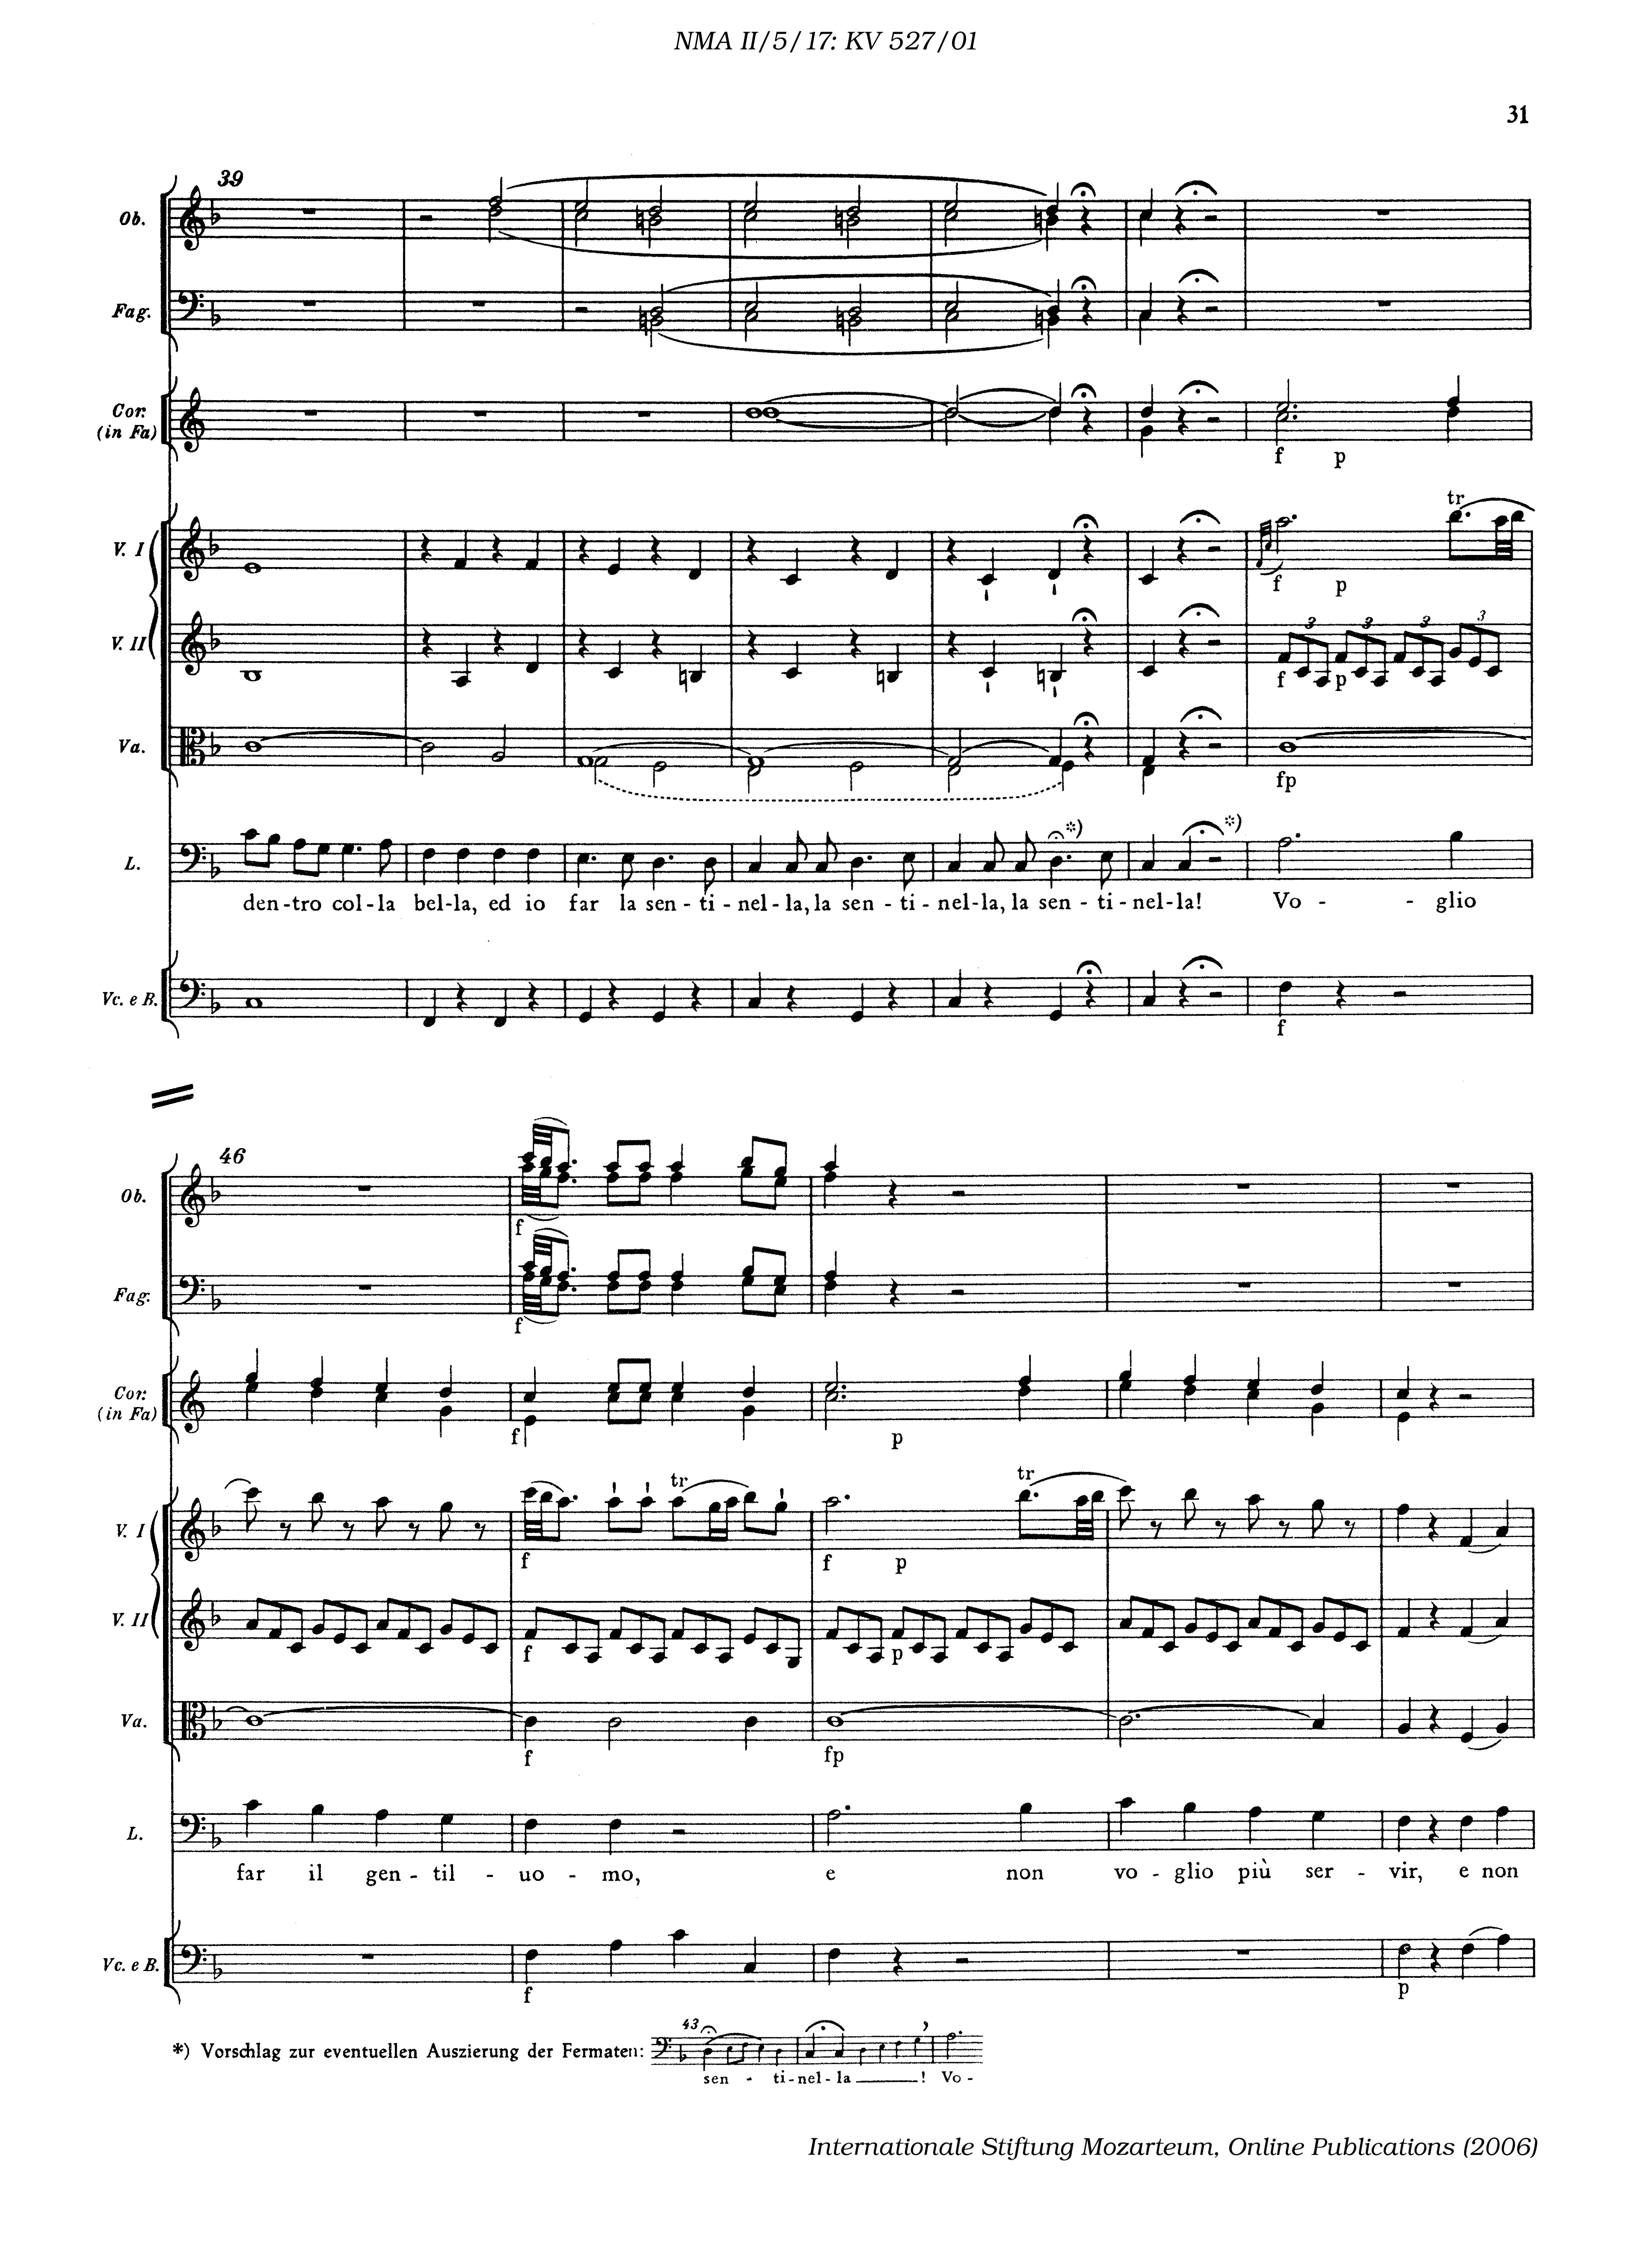 NMA II/5/17: KV 527/01
31
39
Ob.
Fag.
Cor.
(in Fa)
f p
tr
V. I
f p
3 3 3 3
V. II
f p
Va.
fp
*) *)
L.
den-tro col-la bel-la, ed io far la sen-ti-nel-la, la sen-ti-nel-la, la sen-ti-nel-la! Vo - - glio
Vc. e B.
f
46
Ob.
f
Fag.
f
Cor.
(in Fa)
f p
tr tr
V. I
f f p
V. II
f p
Va.
f fp
L.
far il gen-til-uo-mo, e non vo-glio più ser-vir, e non
Vc. e B.
f p
43
*) Vorschlag zur eventuellen Auszierung der Fermaten:
sen - ti-nel-la ! Vo-
Internationale Stiftung Mozarteum, Online Publications (2006)